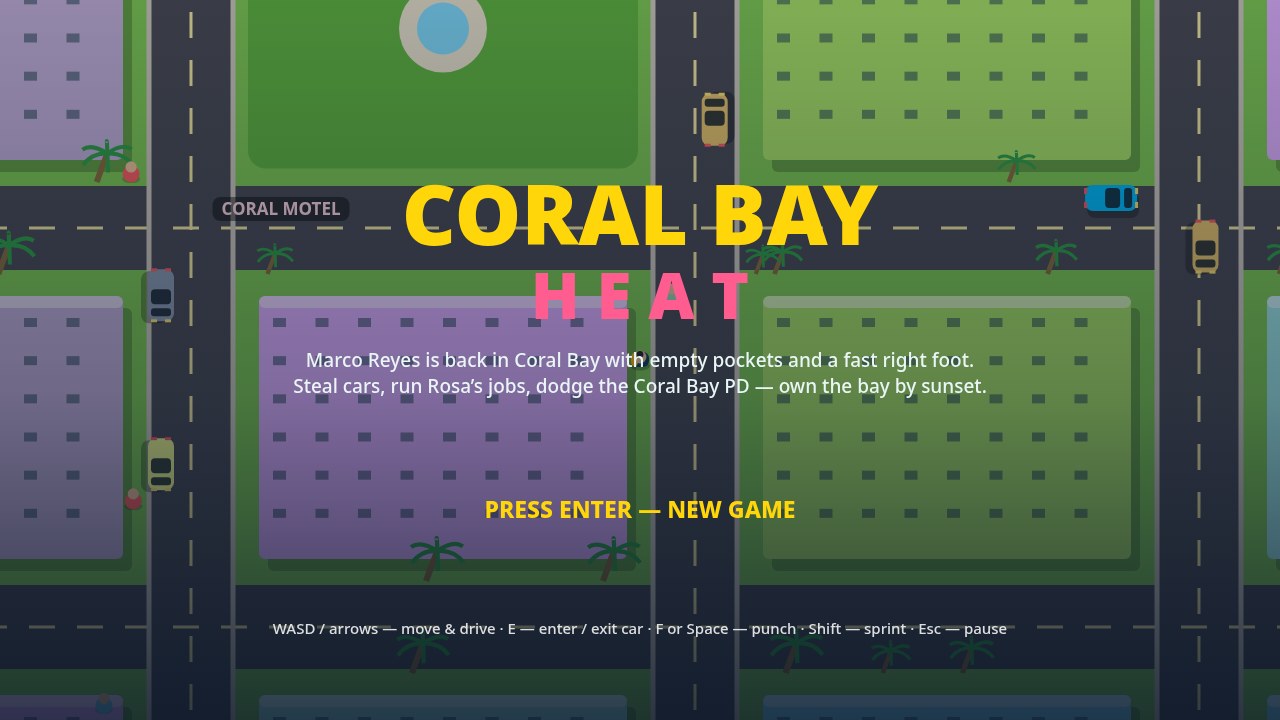 CORAL MOTEL
CORAL BAY
HEAT
Marco Reyes is back in Coral Bay with empty pockets and a fast right foot.
Steal cars, run Rosa’s jobs, dodge the Coral Bay PD — own the bay by sunset.
PRESS ENTER — NEW GAME
WASD / arrows — move & drive · E — enter / exit car · F or Space — punch · Shift — sprint · Esc — pause